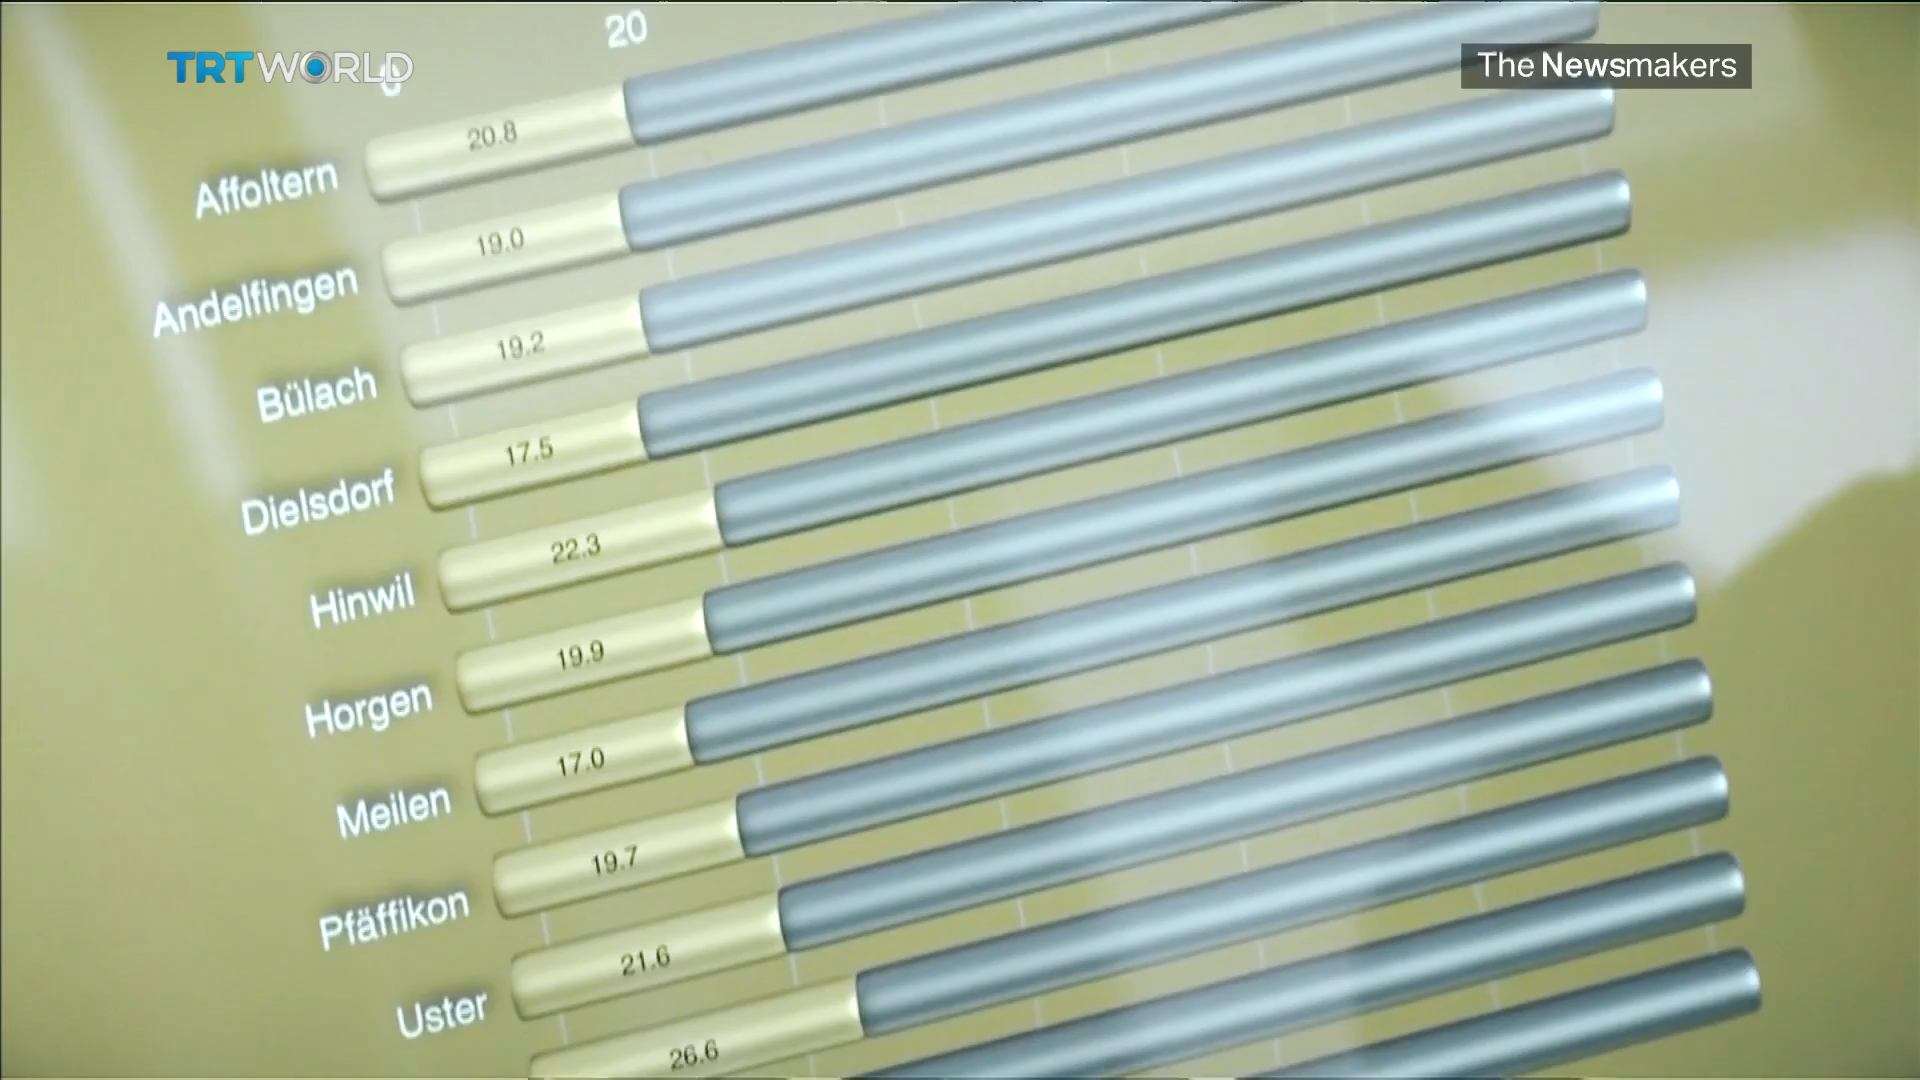 TRT WORLD
The Newsmakers
0
20
Affoltern 20.8
Andelfingen 19.0
Bülach 19.2
Dielsdorf 17.5
Hinwil 22.3
Horgen 19.9
Meilen 17.0
Pfäffikon 19.7
Uster 21.6
26.6